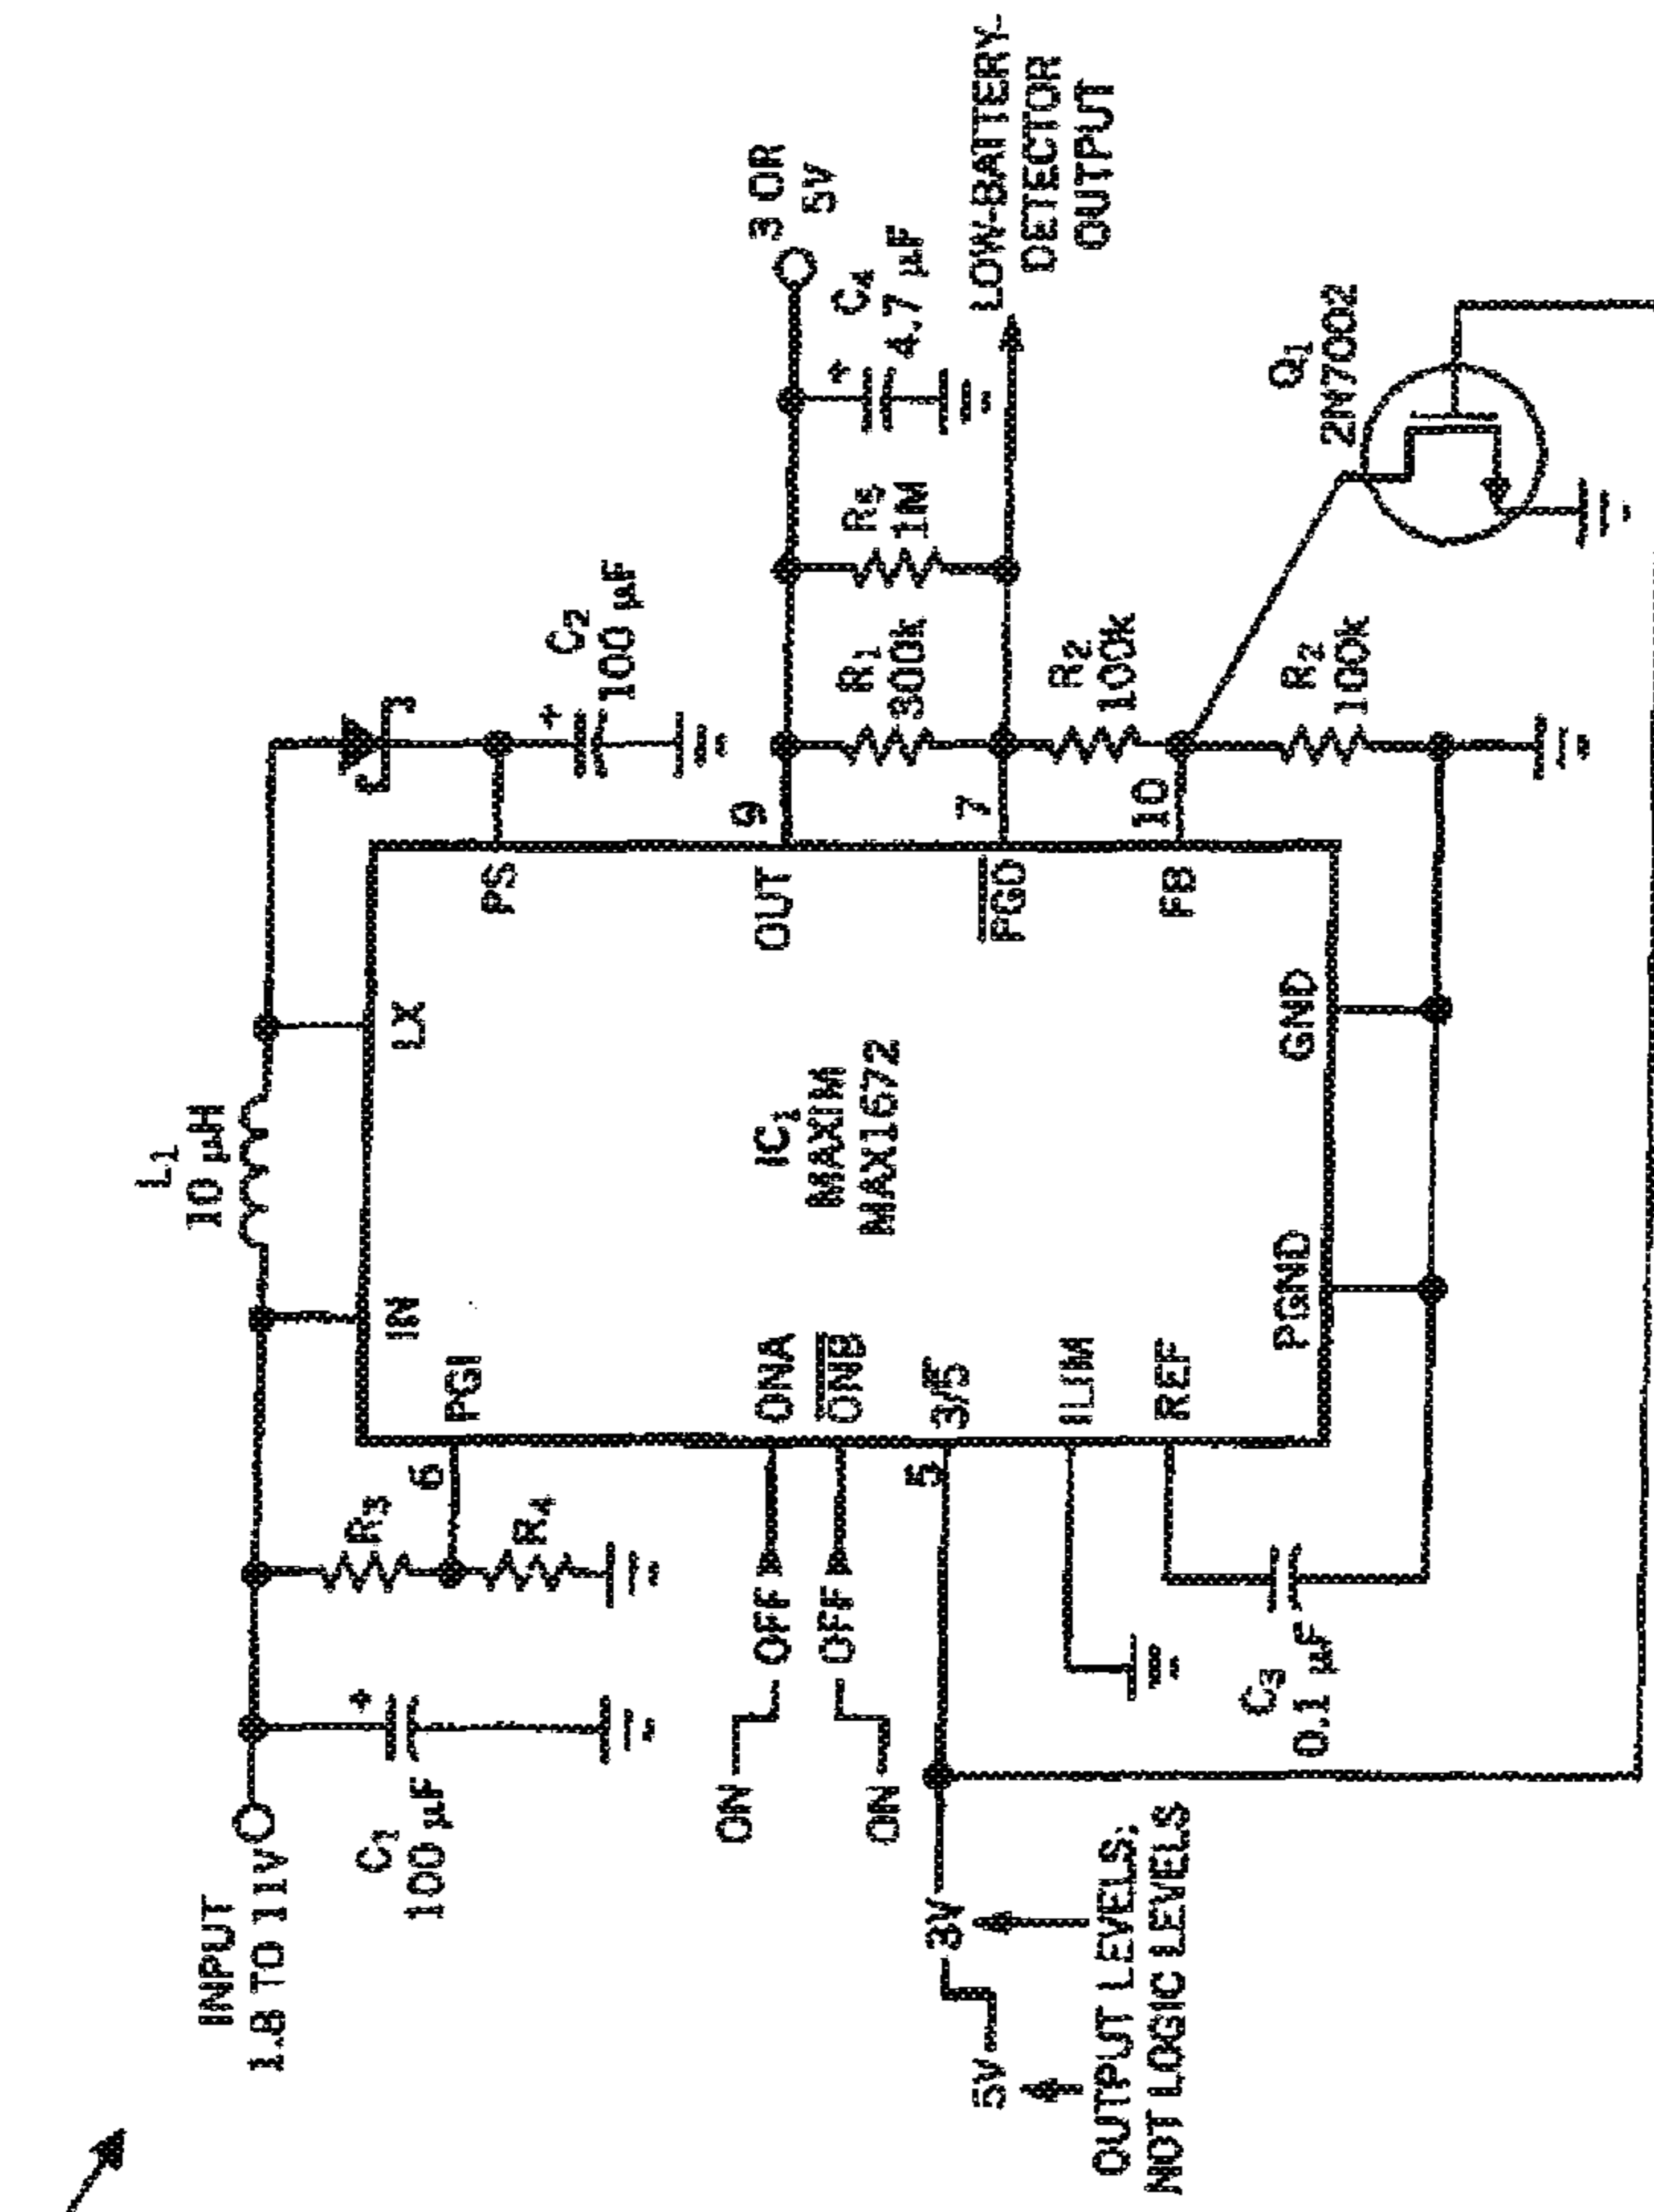 INPUT
1.8 TO 11V
C1
100 µF
+
R3
R4
L1
10 µH
C2
100 µF
+
3 OR
5V
C4
4.7 µF
+
LOW-BATTERY-
DETECTOR
OUTPUT
R5
1M
R1
300k
R2
100k
R2
100k
Q1
2N7002
IN
LX
PGI
6
PS
ONA
ONB
3/5
5
ILIM
REF
OUT
9
PGO
7
FB
10
PGND
GND
IC1
MAXIM
MAX1672
ON
OFF
OFF
ON
5V
3V
OUTPUT LEVELS,
NOT LOGIC LEVELS
C3
0.1 µF